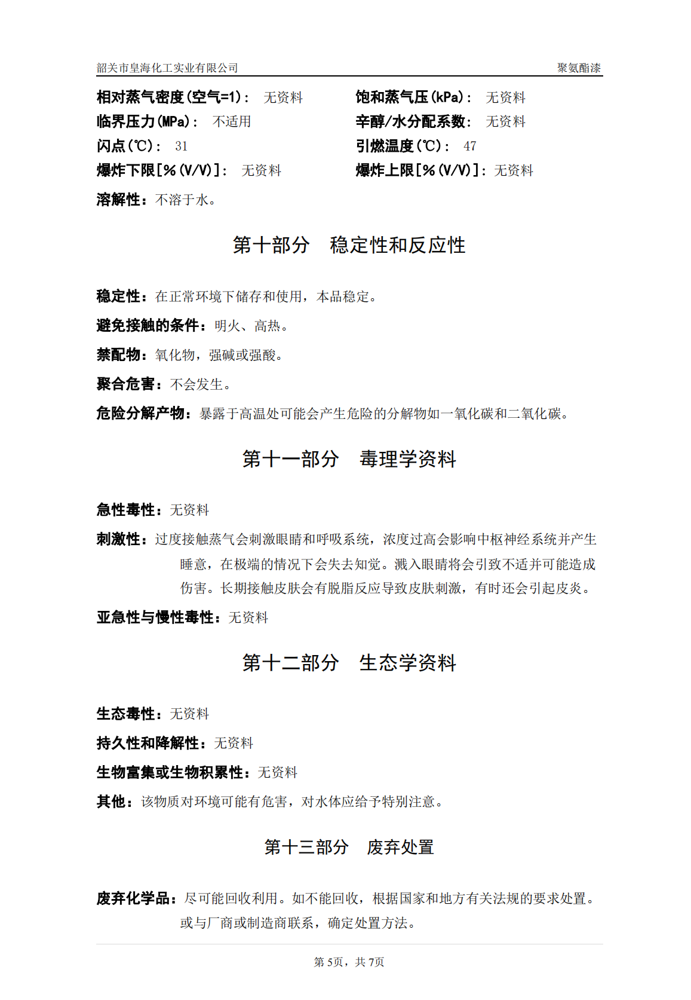 韶关市皇海化工实业有限公司 聚氨酯漆
相对蒸气密度(空气=1): 无资料 饱和蒸气压(kPa): 无资料
临界压力(MPa): 不适用 辛醇/水分配系数: 无资料
闪点(℃): 31 引燃温度(℃): 47
爆炸下限[%(V/V)]: 无资料 爆炸上限[%(V/V)]: 无资料
溶解性：不溶于水。
第十部分 稳定性和反应性
稳定性：在正常环境下储存和使用，本品稳定。
避免接触的条件：明火、高热。
禁配物：氧化物，强碱或强酸。
聚合危害：不会发生。
危险分解产物：暴露于高温处可能会产生危险的分解物如一氧化碳和二氧化碳。
第十一部分 毒理学资料
急性毒性：无资料
刺激性：过度接触蒸气会刺激眼睛和呼吸系统，浓度过高会影响中枢神经系统并产生
睡意，在极端的情况下会失去知觉。溅入眼睛将会引致不适并可能造成
伤害。长期接触皮肤会有脱脂反应导致皮肤刺激，有时还会引起皮炎。
亚急性与慢性毒性：无资料
第十二部分 生态学资料
生态毒性：无资料
持久性和降解性：无资料
生物富集或生物积累性：无资料
其他：该物质对环境可能有危害，对水体应给予特别注意。
第十三部分 废弃处置
废弃化学品：尽可能回收利用。如不能回收，根据国家和地方有关法规的要求处置。
或与厂商或制造商联系，确定处置方法。
第 5页，共 7页